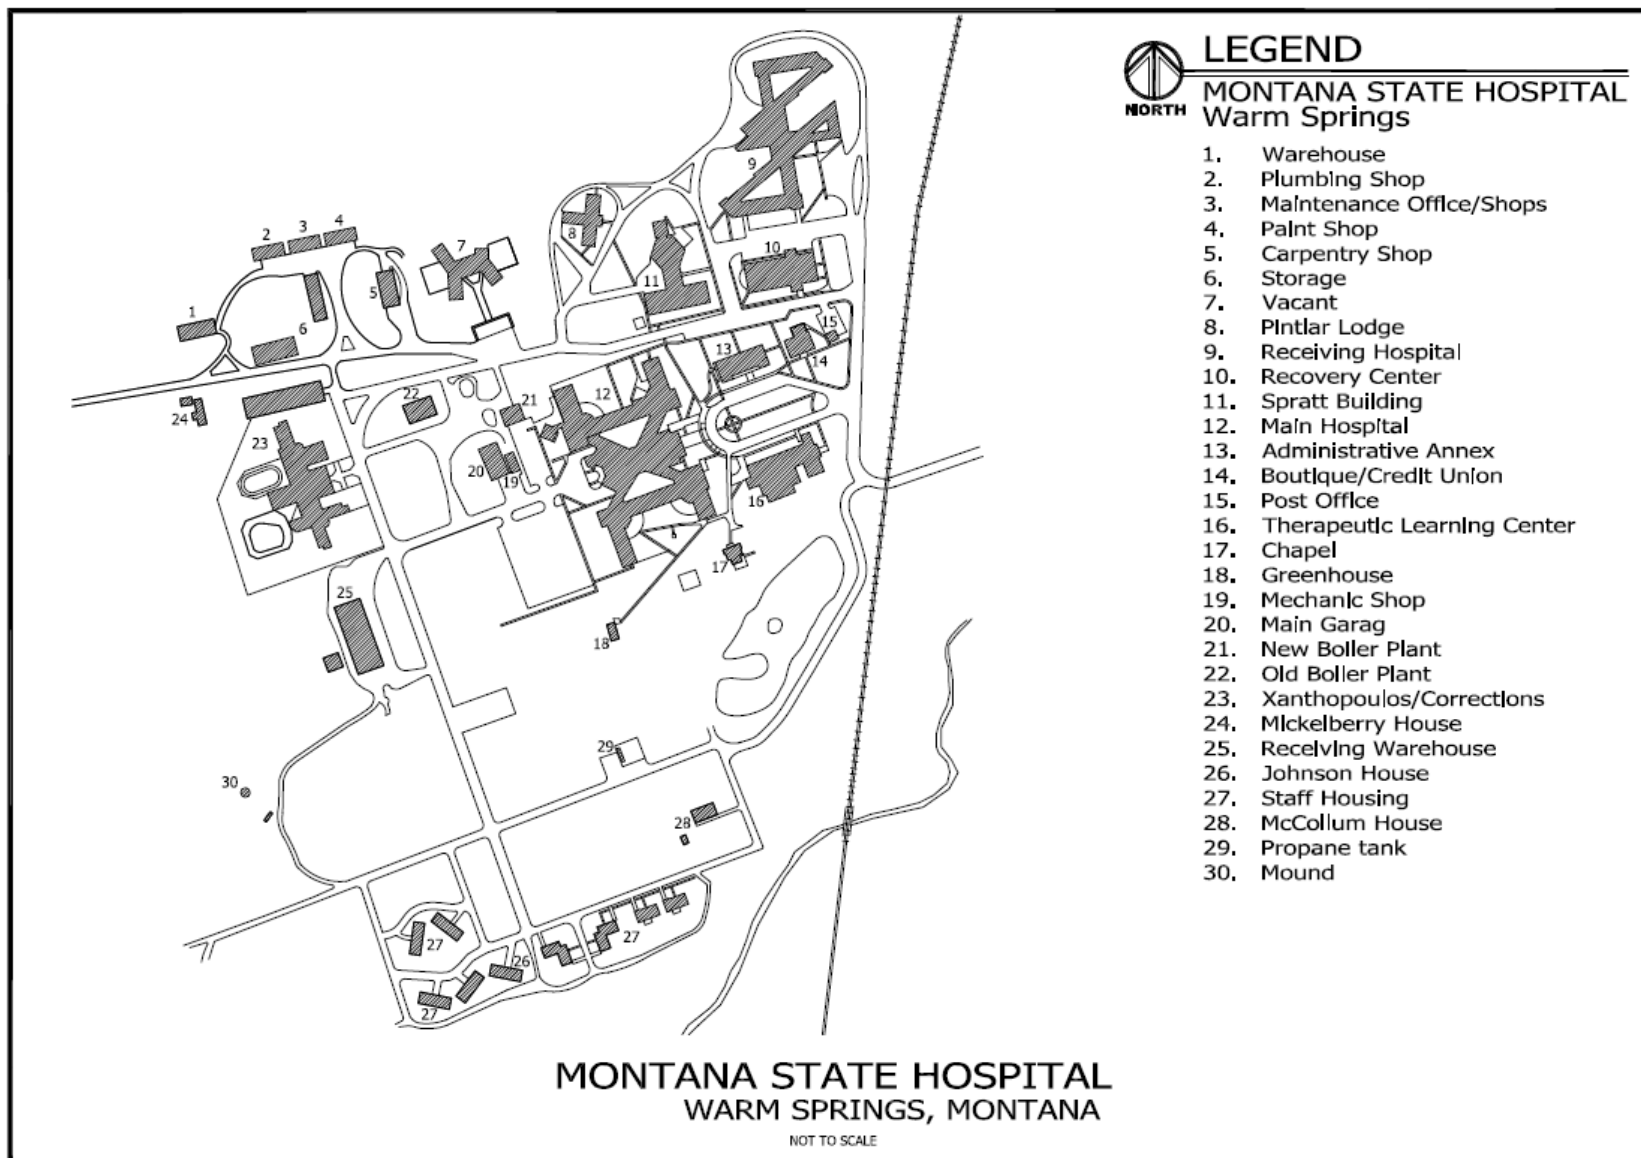 LEGEND
NORTH
MONTANA STATE HOSPITAL
Warm Springs
1. Warehouse
2. Plumbing Shop
3. Maintenance Office/Shops
4. Paint Shop
5. Carpentry Shop
6. Storage
7. Vacant
8. Pintlar Lodge
9. Receiving Hospital
10. Recovery Center
11. Spratt Building
12. Main Hospital
13. Administrative Annex
14. Boutique/Credit Union
15. Post Office
16. Therapeutic Learning Center
17. Chapel
18. Greenhouse
19. Mechanic Shop
20. Main Garag
21. New Boiler Plant
22. Old Boiler Plant
23. Xanthopoulos/Corrections
24. Mickelberry House
25. Receiving Warehouse
26. Johnson House
27. Staff Housing
28. McCollum House
29. Propane tank
30. Mound
9
4
3
2
8
7
10
11
5
1
15
6
13
14
12
22
21
24
23
20
19
16
17
25
18
29
30
28
27
27
26
27
MONTANA STATE HOSPITAL
WARM SPRINGS, MONTANA
NOT TO SCALE